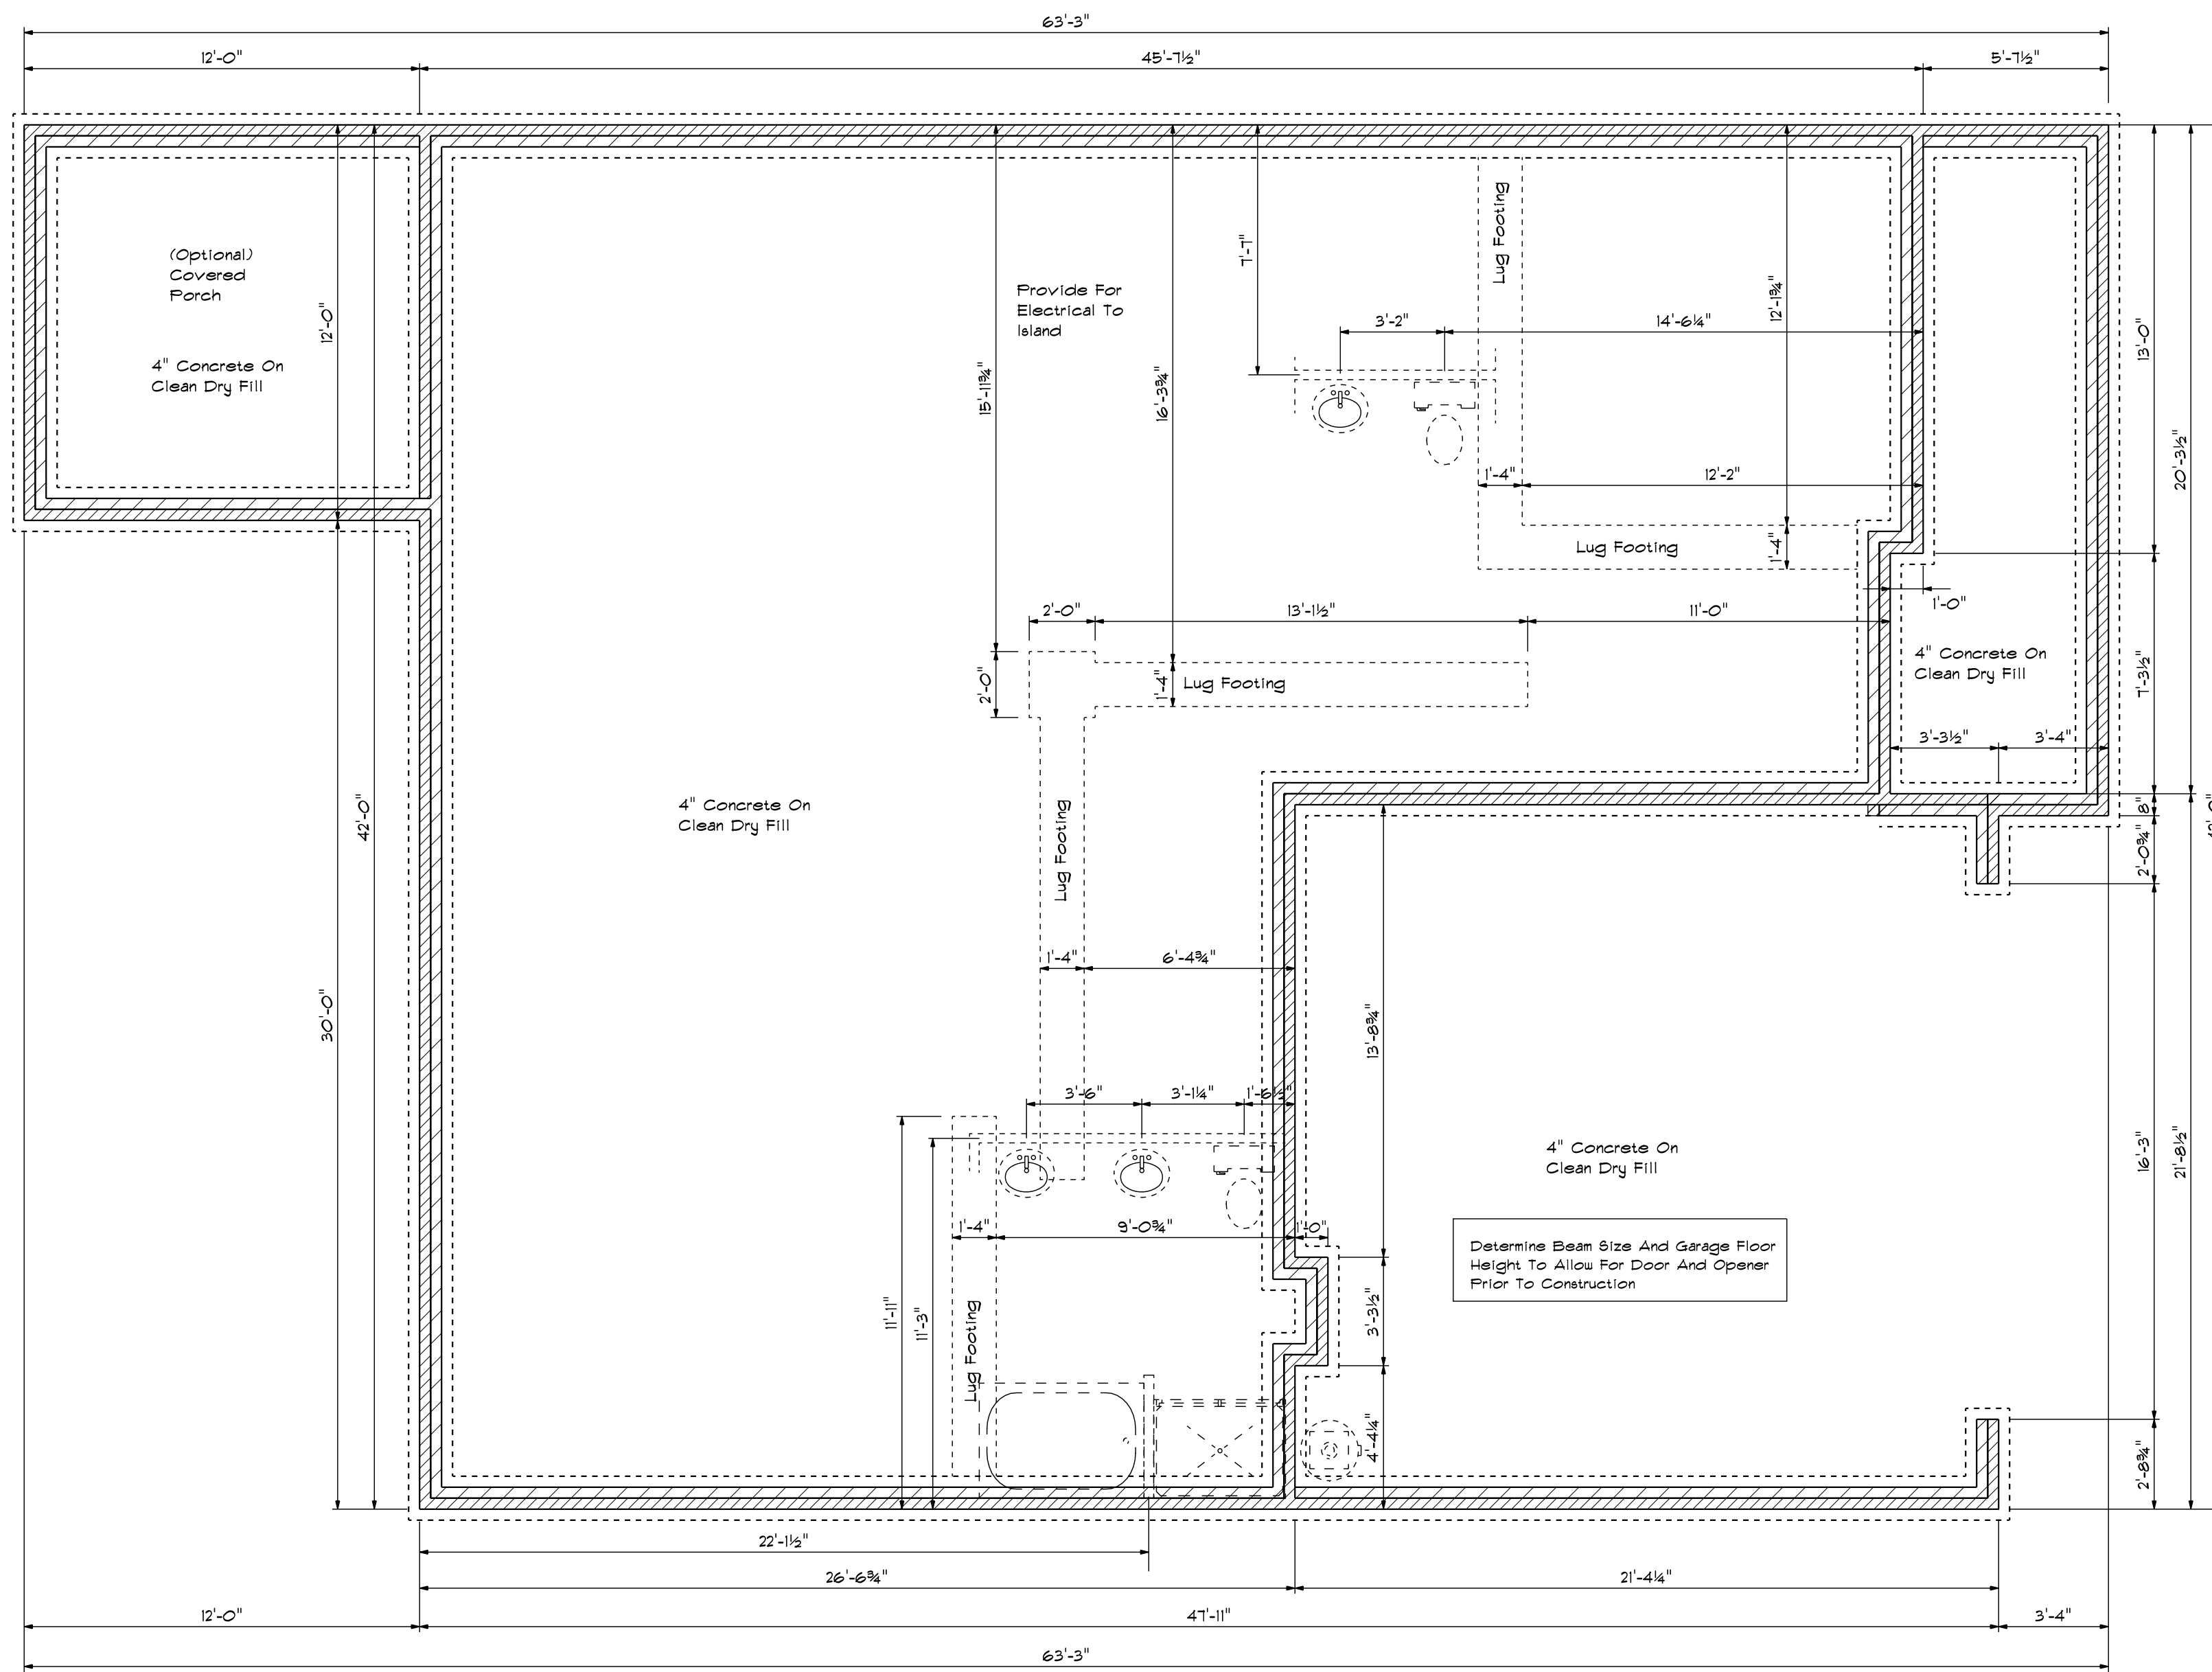 63'-3"
12'-0"
45'-7½"
5'-7½"
(Optional)
Covered
Porch
4" Concrete On
Clean Dry Fill
12'-0"
42'-0"
30'-0"
Provide For
Electrical To
Island
15'-11¾"
16'-3¾"
7'-7"
Lug Footing
12'-1¾"
3'-2"
14'-6¼"
1'-4"
12'-2"
Lug Footing
1'-4"
13'-0"
20'-3½"
1'-0"
2'-0"
13'-1½"
11'-0"
2'-0"
1'-4"
Lug Footing
4" Concrete On
Clean Dry Fill
7'-3½"
3'-3½"
3'-4"
8"
2'-0¾"
4" Concrete On
Clean Dry Fill
Lug Footing
1'-4"
6'-4¾"
13'-8¾"
3'-6"
3'-1¼"
1'-6½"
4" Concrete On
Clean Dry Fill
16'-3"
21'-8½"
1'-4"
9'-0¾"
1'-0"
Determine Beam Size And Garage Floor
Height To Allow For Door And Opener
Prior To Construction
11'-11"
11'-3"
Lug Footing
3'-3½"
4'-4¼"
2'-8¾"
22'-1½"
26'-6¾"
21'-4¼"
12'-0"
47'-11"
3'-4"
63'-3"